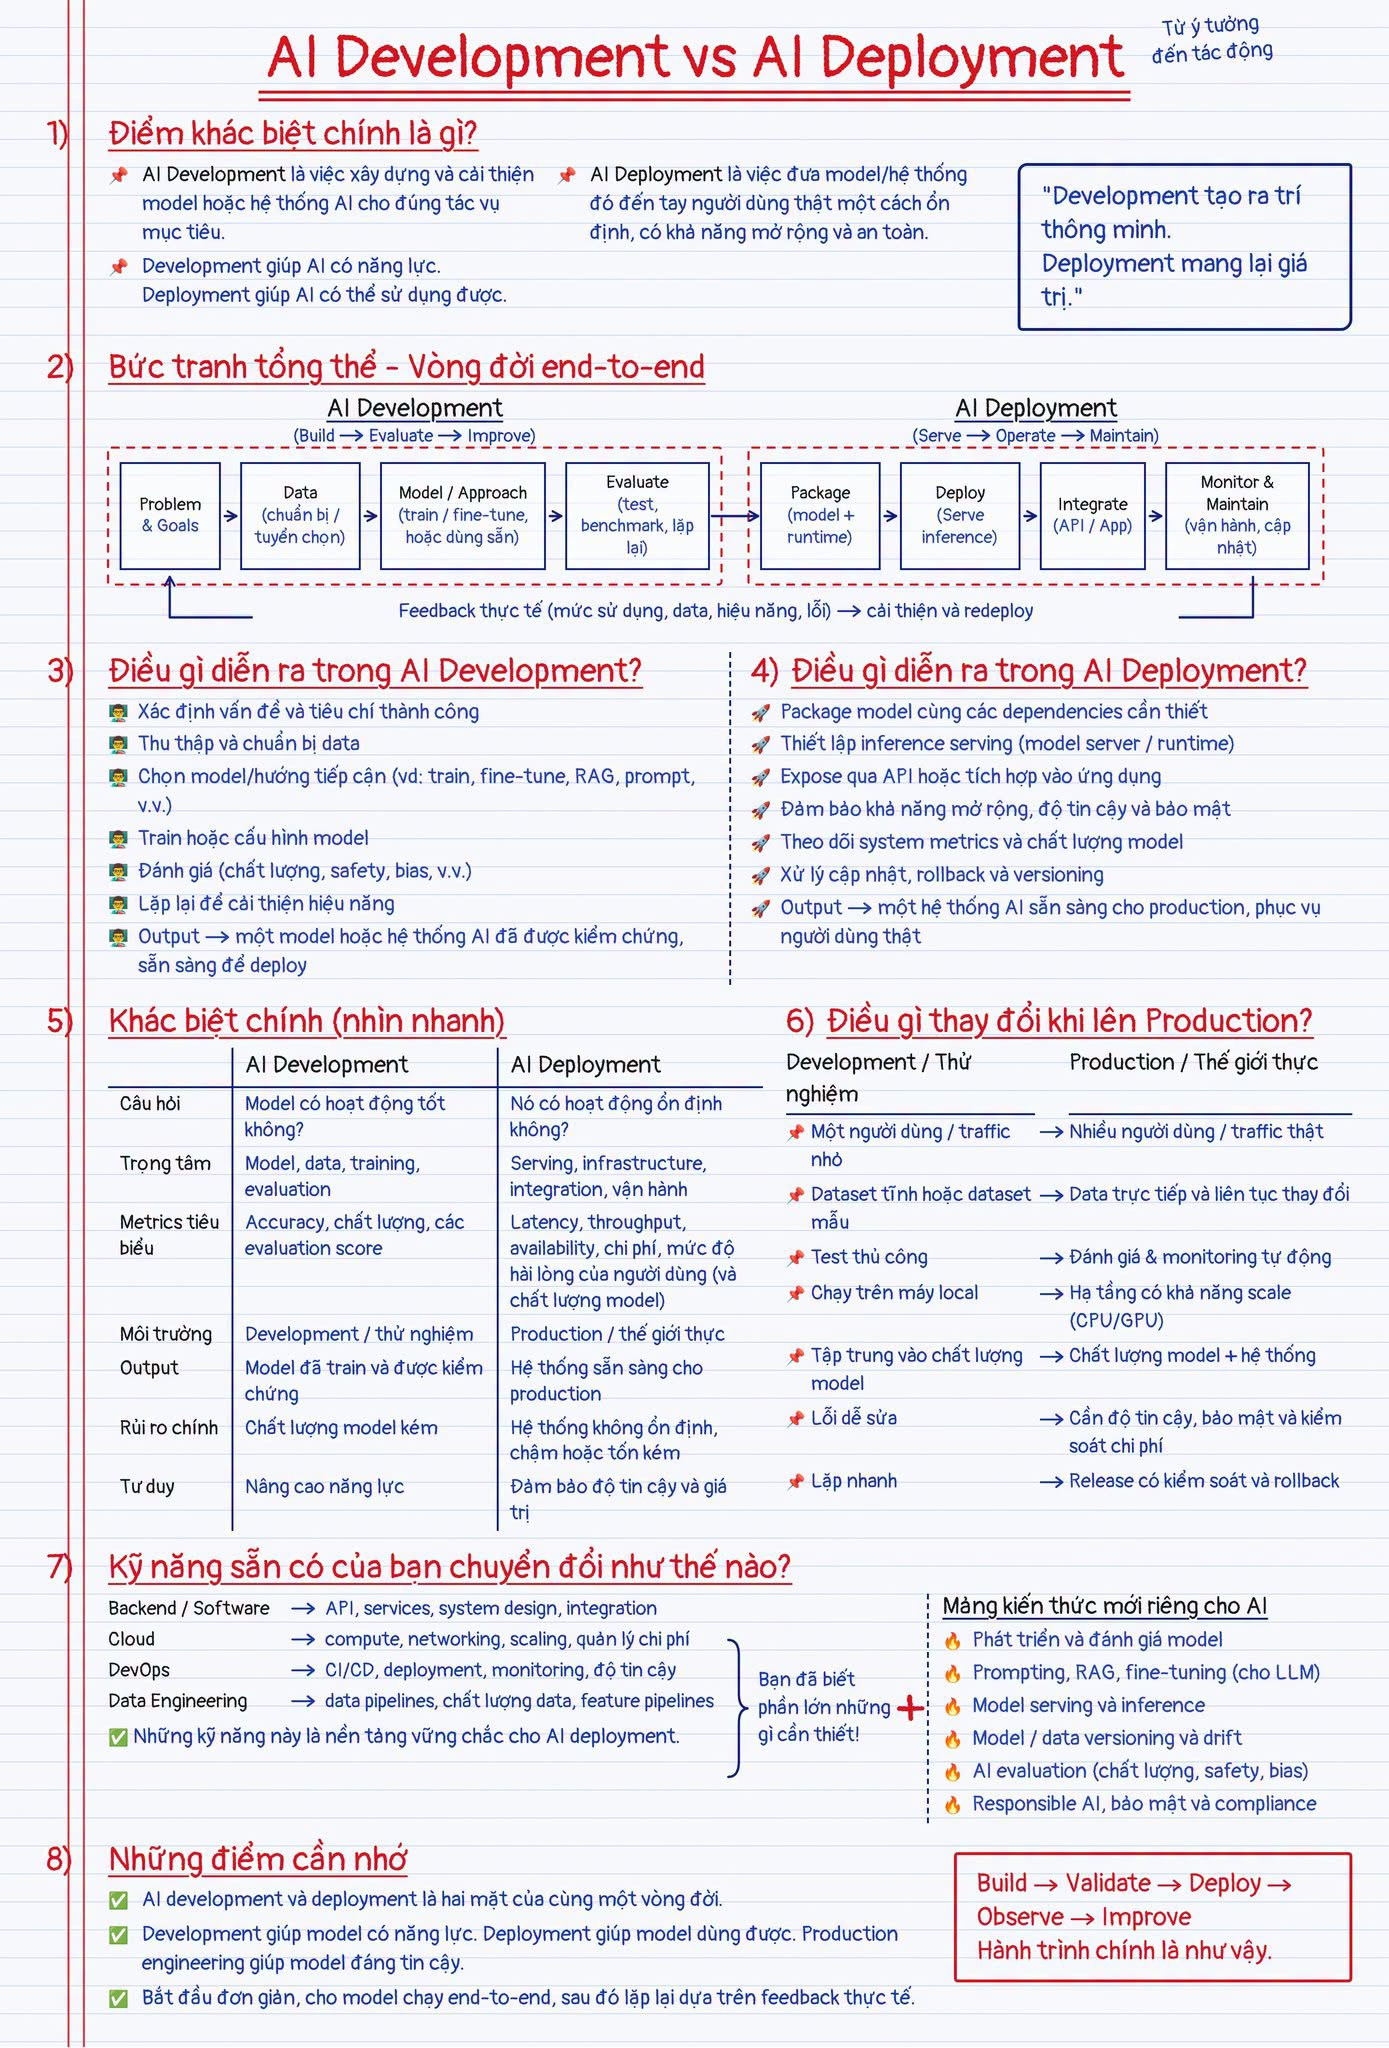 AI Development vs AI Deployment
Từ ý tưởng
đến tác động
1) Điểm khác biệt chính là gì?
📌 AI Development là việc xây dựng và cải thiện
model hoặc hệ thống AI cho đúng tác vụ
mục tiêu.
📌 Development giúp AI có năng lực.
Deployment giúp AI có thể sử dụng được.
📌 AI Deployment là việc đưa model/hệ thống
đó đến tay người dùng thật một cách ổn
định, có khả năng mở rộng và an toàn.
"Development tạo ra trí
thông minh.
Deployment mang lại giá
trị."
2) Bức tranh tổng thể - Vòng đời end-to-end
AI Development
(Build → Evaluate → Improve)
Problem
& Goals
Data
(chuẩn bị /
tuyển chọn)
Model / Approach
(train / fine-tune,
hoặc dùng sẵn)
Evaluate
(test,
benchmark, lặp
lại)
AI Deployment
(Serve → Operate → Maintain)
Package
(model +
runtime)
Deploy
(Serve
inference)
Integrate
(API / App)
Monitor &
Maintain
(vận hành, cập
nhật)
Feedback thực tế (mức sử dụng, data, hiệu năng, lỗi) → cải thiện và redeploy
3) Điều gì diễn ra trong AI Development?
👨‍🏫 Xác định vấn đề và tiêu chí thành công
👨‍🏫 Thu thập và chuẩn bị data
👨‍🏫 Chọn model/hướng tiếp cận (vd: train, fine-tune, RAG, prompt,
v.v.)
👨‍🏫 Train hoặc cấu hình model
👨‍🏫 Đánh giá (chất lượng, safety, bias, v.v.)
👨‍🏫 Lặp lại để cải thiện hiệu năng
👨‍🏫 Output → một model hoặc hệ thống AI đã được kiểm chứng,
sẵn sàng để deploy
4) Điều gì diễn ra trong AI Deployment?
🚀 Package model cùng các dependencies cần thiết
🚀 Thiết lập inference serving (model server / runtime)
🚀 Expose qua API hoặc tích hợp vào ứng dụng
🚀 Đảm bảo khả năng mở rộng, độ tin cậy và bảo mật
🚀 Theo dõi system metrics và chất lượng model
🚀 Xử lý cập nhật, rollback và versioning
🚀 Output → một hệ thống AI sẵn sàng cho production, phục vụ
người dùng thật
5) Khác biệt chính (nhìn nhanh)
AI Development
AI Deployment
Câu hỏi
Model có hoạt động tốt
không?
Nó có hoạt động ổn định
không?
Trọng tâm
Model, data, training,
evaluation
Serving, infrastructure,
integration, vận hành
Metrics tiêu
biểu
Accuracy, chất lượng, các
evaluation score
Latency, throughput,
availability, chi phí, mức độ
hài lòng của người dùng (và
chất lượng model)
Môi trường
Development / thử nghiệm
Production / thế giới thực
Output
Model đã train và được kiểm
chứng
Hệ thống sẵn sàng cho
production
Rủi ro chính
Chất lượng model kém
Hệ thống không ổn định,
chậm hoặc tốn kém
Tư duy
Nâng cao năng lực
Đảm bảo độ tin cậy và giá
trị
6) Điều gì thay đổi khi lên Production?
Development / Thử
nghiệm
Production / Thế giới thực
📌 Một người dùng / traffic
nhỏ
→ Nhiều người dùng / traffic thật
📌 Dataset tĩnh hoặc dataset
mẫu
→ Data trực tiếp và liên tục thay đổi
📌 Test thủ công
→ Đánh giá & monitoring tự động
📌 Chạy trên máy local
→ Hạ tầng có khả năng scale
(CPU/GPU)
📌 Tập trung vào chất lượng
model
→ Chất lượng model + hệ thống
📌 Lỗi dễ sửa
→ Cần độ tin cậy, bảo mật và kiểm
soát chi phí
📌 Lặp nhanh
→ Release có kiểm soát và rollback
7) Kỹ năng sẵn có của bạn chuyển đổi như thế nào?
Backend / Software → API, services, system design, integration
Cloud → compute, networking, scaling, quản lý chi phí
DevOps → CI/CD, deployment, monitoring, độ tin cậy
Data Engineering → data pipelines, chất lượng data, feature pipelines
✅ Những kỹ năng này là nền tảng vững chắc cho AI deployment.
Bạn đã biết
phần lớn những
gì cần thiết!
+
Mảng kiến thức mới riêng cho AI
🔥 Phát triển và đánh giá model
🔥 Prompting, RAG, fine-tuning (cho LLM)
🔥 Model serving và inference
🔥 Model / data versioning và drift
🔥 AI evaluation (chất lượng, safety, bias)
🔥 Responsible AI, bảo mật và compliance
8) Những điểm cần nhớ
✅ AI development và deployment là hai mặt của cùng một vòng đời.
✅ Development giúp model có năng lực. Deployment giúp model dùng được. Production
engineering giúp model đáng tin cậy.
✅ Bắt đầu đơn giản, cho model chạy end-to-end, sau đó lặp lại dựa trên feedback thực tế.
Build → Validate → Deploy →
Observe → Improve
Hành trình chính là như vậy.